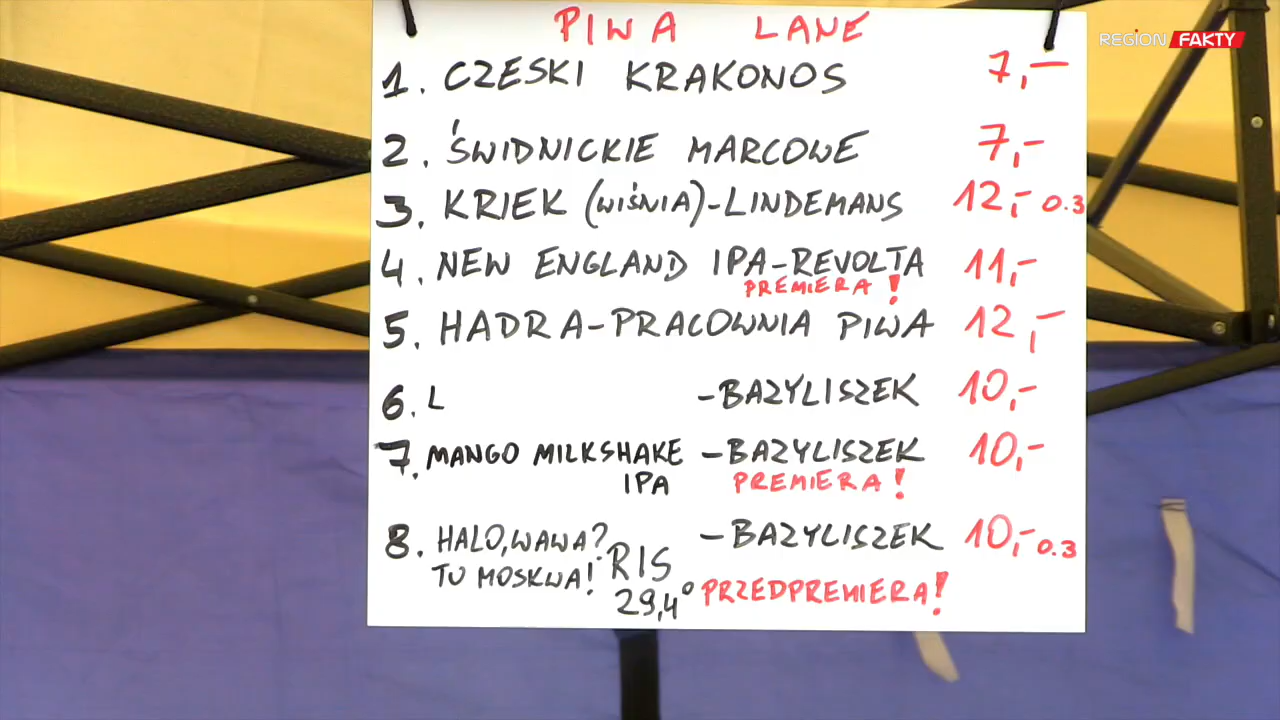 REGION FAKTY
PIWA LANE
1. CZESKI KRAKONOS 7,—
2. ŚWIDNICKIE MARCOWE 7,-
3. KRIEK (WIŚNIA)-LINDEMANS 12,- 0.3
4. NEW ENGLAND IPA-REVOLTA 11,-
PREMIERA!
5. HADRA-PRACOWNIA PIWA 12,-
6. L -BAZYLISZEK 10,-
7. MANGO MILKSHAKE -BAZYLISZEK 10,-
IPA PREMIERA!
8. HALO, WAWA? -BAZYLISZEK 10,- 0.3
TU MOSKWA! RIS
29,4° PRZEDPREMIERA!